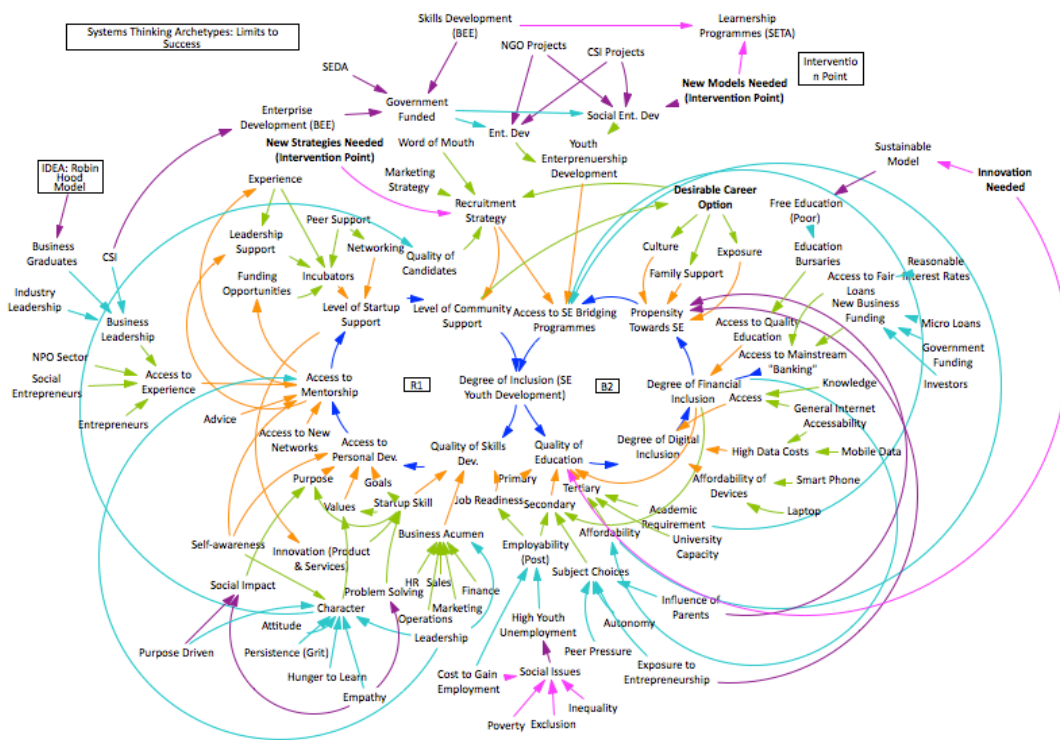 Systems Thinking Archetypes: Limits to
Success
Skills Development
(BEE)
Learnership
Programmes (SETA)
NGO Projects
CSI Projects
Interventio
n Point
SEDA
New Models Needed
(Intervention Point)
Government
Funded
Enterprise
Development (BEE)
Social Ent. Dev
Ent. Dev
New Strategies Needed
(Intervention Point)
Word of Mouth
Youth
Enterprenuership
Development
Sustainable
Model
IDEA: Robin
Hood
Model
Innovation
Needed
Experience
Marketing
Strategy
Desirable Career
Option
Free Education
(Poor)
Recruitment
Strategy
Peer Support
Leadership
Support
Networking
Business
Graduates
CSI
Culture
Exposure
Education
Bursaries
Quality of
Candidates
Family Support
Reasonable
Interest Rates
Funding
Opportunities
Incubators
Access to Fair
Loans
Industry
Leadership
Level of Startup
Support
Level of Community
Support
Access to SE Bridging
Programmes
Propensity
Towards SE
New Business
Funding
Micro Loans
Business
Leadership
Access to Quality
Education
Government
Funding
NPO Sector
Access to Mainstream
"Banking"
Social
Entrepreneurs
Access to
Experience
Access to
Mentorship
R1
Degree of Inclusion (SE
Youth Development)
B2
Degree of Financial
Inclusion
Knowledge
Investors
Access
Entrepreneurs
Advice
General Internet
Accessability
Access to New
Networks
Access to
Personal Dev.
Quality of Skills
Dev.
Quality of
Education
Degree of Digital
Inclusion
High Data Costs
Mobile Data
Purpose
Goals
Primary
Tertiary
Affordability of
Devices
Smart Phone
Values
Startup Skill
Job Readiness
Secondary
Academic
Requirement
Laptop
Self-awareness
Innovation (Product
& Services)
Business Acumen
Employability
(Post)
Affordability
University
Capacity
Social Impact
Problem Solving
HR
Sales
Finance
Subject Choices
Character
Marketing
Operations
Influence of
Parents
Attitude
Leadership
High Youth
Unemployment
Autonomy
Purpose Driven
Persistence (Grit)
Peer Pressure
Hunger to Learn
Cost to Gain
Employment
Social Issues
Exposure to
Entrepreneurship
Empathy
Inequality
Poverty
Exclusion